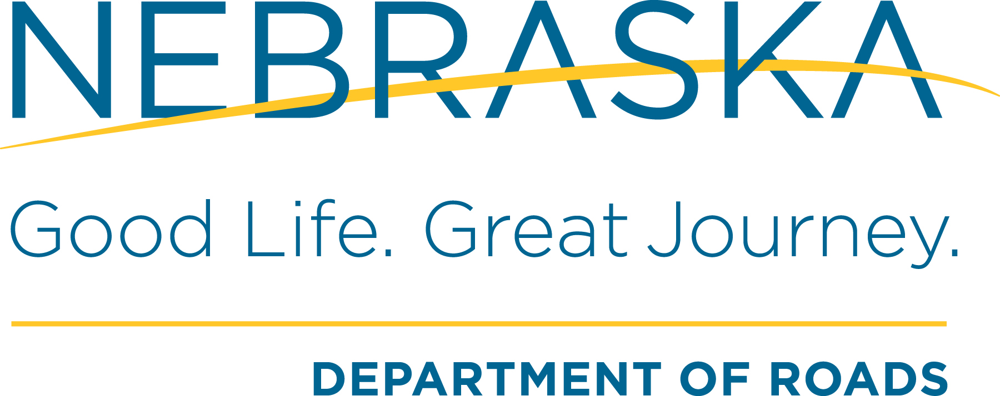 NEBRASKA
Good Life. Great Journey.
DEPARTMENT OF ROADS